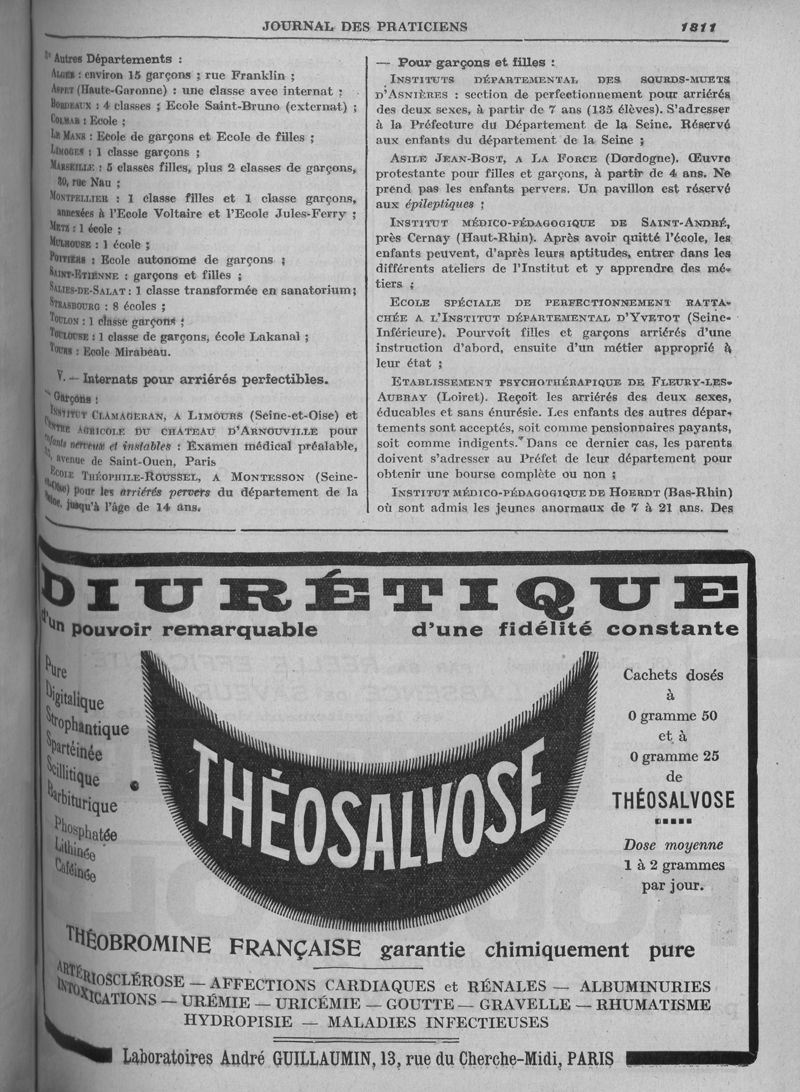 JOURNAL DES PRATICIENS
1811
Autres Départements :
ALGER : environ 15 garçons ; rue Franklin ;
ASPET (Haute-Garonne) : une classe avec internat ;
BORDEAUX : 4 classes ; Ecole Saint-Bruno (externat) ;
COLMAR : Ecole ;
LE MANS : Ecole de garçons et Ecole de filles ;
LIMOGES : 1 classe garçons ;
MARSEILLE : 5 classes filles, plus 2 classes de garçons,
30, rue Nau ;
MONTPELLIER : 1 classe filles et 1 classe garçons,
annexées à l'Ecole Voltaire et l'Ecole Jules-Ferry ;
METZ : 1 école ;
MULHOUSE : 1 école ;
POITIERS : Ecole autonome de garçons ;
SAINT-ETIENNE : garçons et filles ;
SALIES-DE-SALAT : 1 classe transformée en sanatorium ;
STRASBOURG : 8 écoles ;
TOULON : 1 classe garçons ;
TOULOUSE : 1 classe de garçons, école Lakanal ;
TOURS : Ecole Mirabeau.
V. — Internats pour arriérés perfectibles.
Garçons :
INSTITUT CLAMAGERAN, A LIMOURS (Seine-et-Oise) et
CENTRE AGRICOLE DU CHATEAU D'ARNOUVILLE pour
nerveux et instables : Examen médical préalable,
avenue de Saint-Ouen, Paris
ECOLE THÉOPHILE-ROUSSEL, A MONTESSON (Seine-
pour les arriérés pervers du département de la
jusqu'à l'âge de 14 ans.
— Pour garçons et filles :
INSTITUTS DÉPARTEMENTAL DES SOURDS-MUETS
D'ASNIÈRES : section de perfectionnement pour arriérés
des deux sexes, à partir de 7 ans (135 élèves). S'adresser
à la Préfecture du Département de la Seine. Réservé
aux enfants du département de la Seine ;
ASILE JEAN-BOST, A LA FORCE (Dordogne). Œuvre
protestante pour filles et garçons, à partir de 4 ans. Ne
prend pas les enfants pervers. Un pavillon est réservé
aux épileptiques ;
INSTITUT MÉDICO-PÉDAGOGIQUE DE SAINT-ANDRÉ,
près Cernay (Haut-Rhin). Après avoir quitté l'école, les
enfants peuvent, d'après leurs aptitudes, entrer dans les
différents ateliers de l'Institut et y apprendre des mé-
tiers ;
ECOLE SPÉCIALE DE PERFECTIONNEMENT RATTA-
CHÉE A L'INSTITUT DÉPARTEMENTAL D'YVETOT (Seine-
Inférieure). Pourvoît filles et garçons arriérés d'une
instruction d'abord, ensuite d'un métier approprié à
leur état ;
ETABLISSEMENT PSYCHOTHÉRAPIQUE DE FLEURY-LES-
AUBRAY (Loiret). Reçoit les arriérés des deux sexes,
éducables et sans énurésie. Les enfants des autres dépar-
tements sont acceptés, soit comme pensionnaires payants,
soit comme indigents. Dans ce dernier cas, les parents
doivent s'adresser au Préfet de leur département pour
obtenir une bourse complète ou non ;
INSTITUT MÉDICO-PÉDAGOGIQUE DE HOERDT (Bas-Rhin)
où sont admis les jeunes anormaux de 7 à 21 ans. Des
DIURÉTIQUE
d'un pouvoir remarquable d'une fidélité constante
Pure
Digitalique
Strophantique
Spartéinée
Scillitique
Barbiturique
Phosphatée
Lithinée
Caféinée
THÉOSALVOSE
Cachets dosés
à
0 gramme 50
et à
0 gramme 25
de
THÉOSALVOSE
Dose moyenne
1 à 2 grammes
par jour.
THÉOBROMINE FRANÇAISE garantie chimiquement pure
ARTÉRIOSCLÉROSE — AFFECTIONS CARDIAQUES et RÉNALES — ALBUMINURIES
INTOXICATIONS — URÉMIE — URICÉMIE — GOUTTE — GRAVELLE — RHUMATISME
HYDROPISIE — MALADIES INFECTIEUSES
Laboratoires André GUILLAUMIN, 13, rue du Cherche-Midi, PARIS